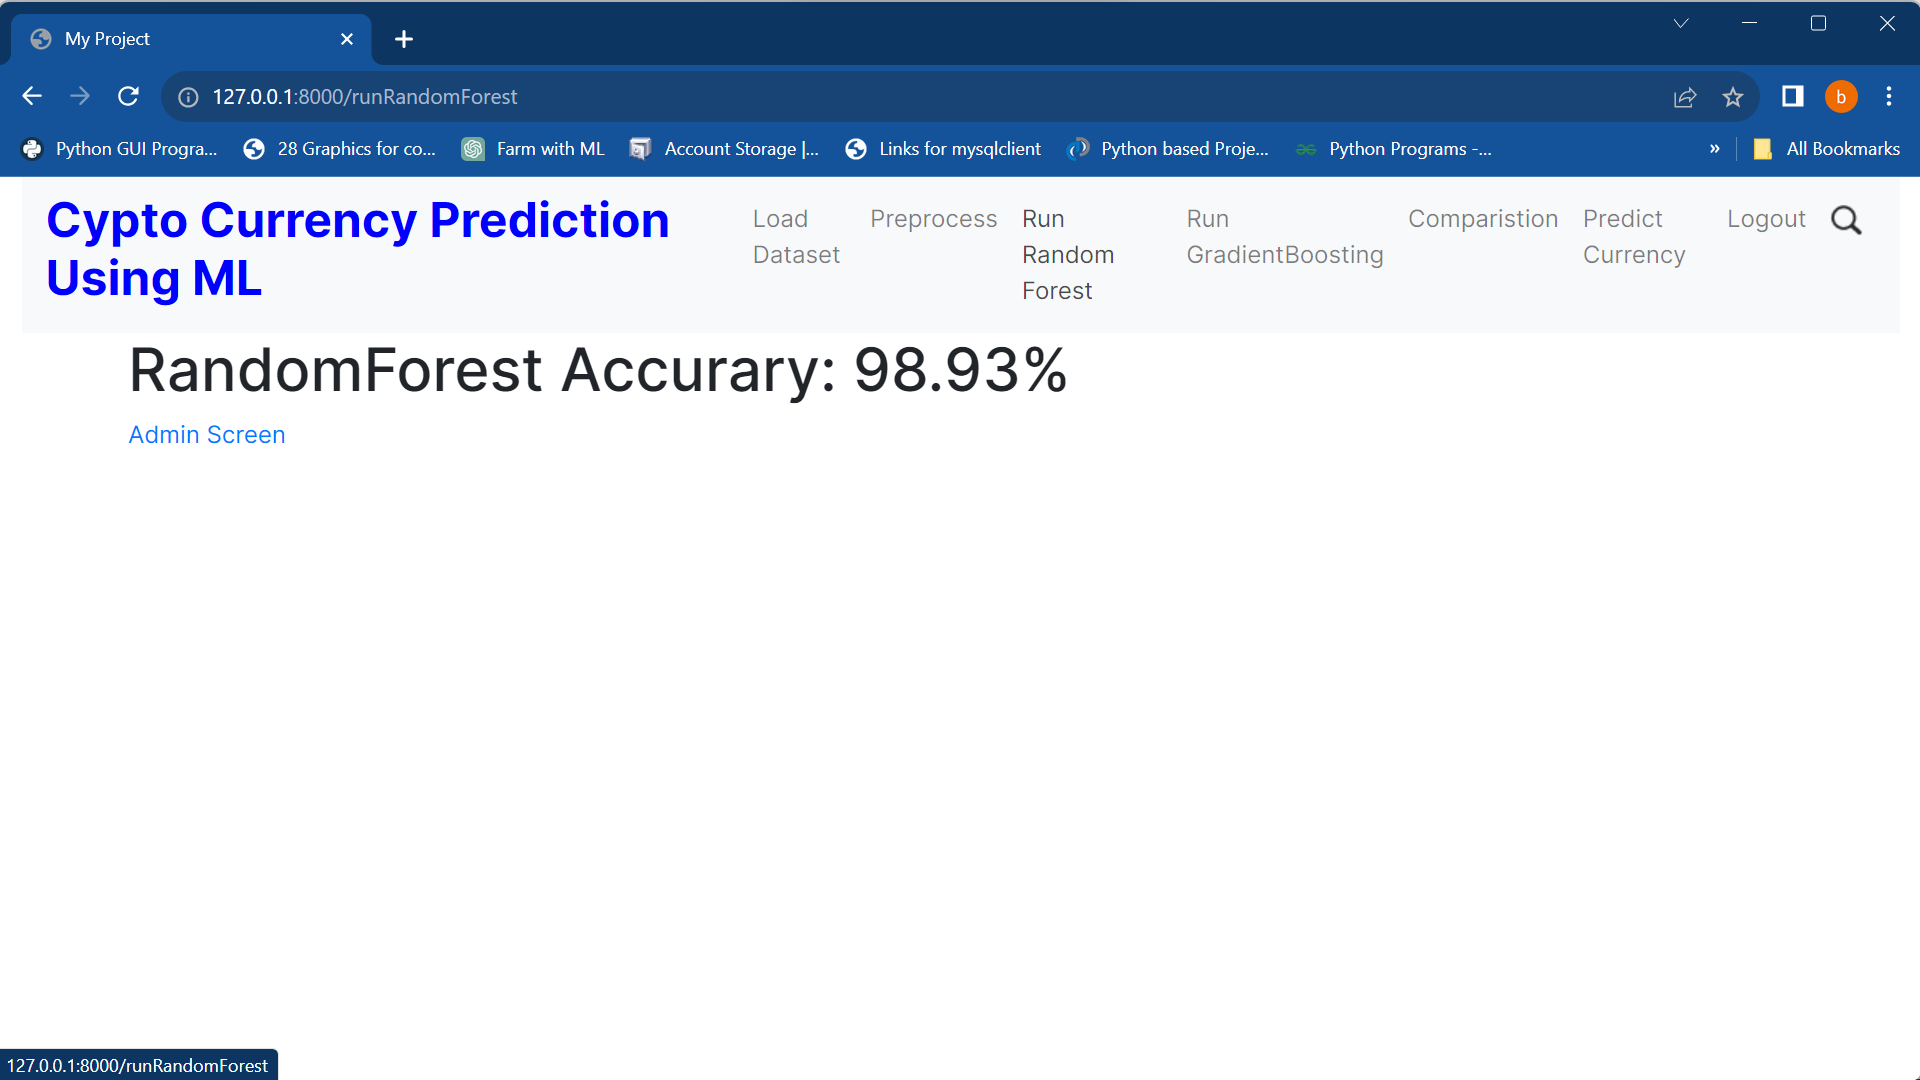 My Project
127.0.0.1:8000/runRandomForest
b
Python GUI Progra...
28 Graphics for co...
Farm with ML
Account Storage |...
Links for mysqlclient
Python based Proje...
Python Programs -...
»
All Bookmarks
Cypto Currency Prediction
Using ML
Load
Dataset
Preprocess
Run
Random
Forest
Run
GradientBoosting
Comparistion
Predict
Currency
Logout
RandomForest Accurary: 98.93%
Admin Screen
127.0.0.1:8000/runRandomForest